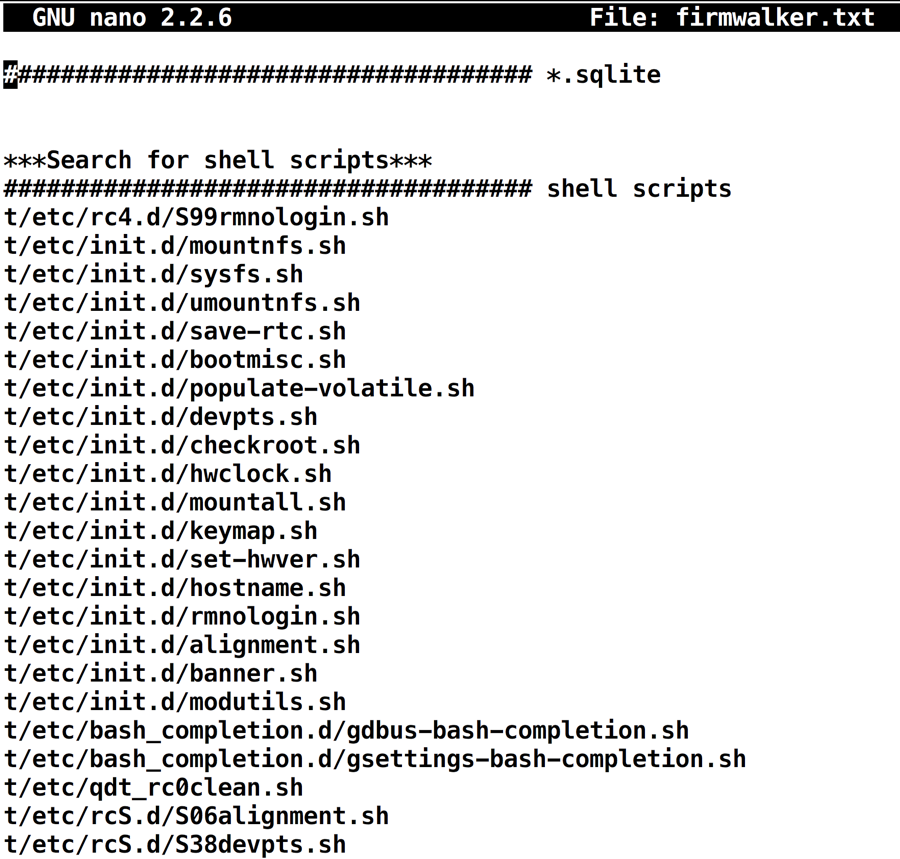 GNU nano 2.2.6 File: firmwalker.txt
##################################### *.sqlite
***Search for shell scripts***
##################################### shell scripts
t/etc/rc4.d/S99rmnologin.sh
t/etc/init.d/mountnfs.sh
t/etc/init.d/sysfs.sh
t/etc/init.d/umountnfs.sh
t/etc/init.d/save-rtc.sh
t/etc/init.d/bootmisc.sh
t/etc/init.d/populate-volatile.sh
t/etc/init.d/devpts.sh
t/etc/init.d/checkroot.sh
t/etc/init.d/hwclock.sh
t/etc/init.d/mountall.sh
t/etc/init.d/keymap.sh
t/etc/init.d/set-hwver.sh
t/etc/init.d/hostname.sh
t/etc/init.d/rmnologin.sh
t/etc/init.d/alignment.sh
t/etc/init.d/banner.sh
t/etc/init.d/modutils.sh
t/etc/bash_completion.d/gdbus-bash-completion.sh
t/etc/bash_completion.d/gsettings-bash-completion.sh
t/etc/qdt_rc0clean.sh
t/etc/rcS.d/S06alignment.sh
t/etc/rcS.d/S38devpts.sh